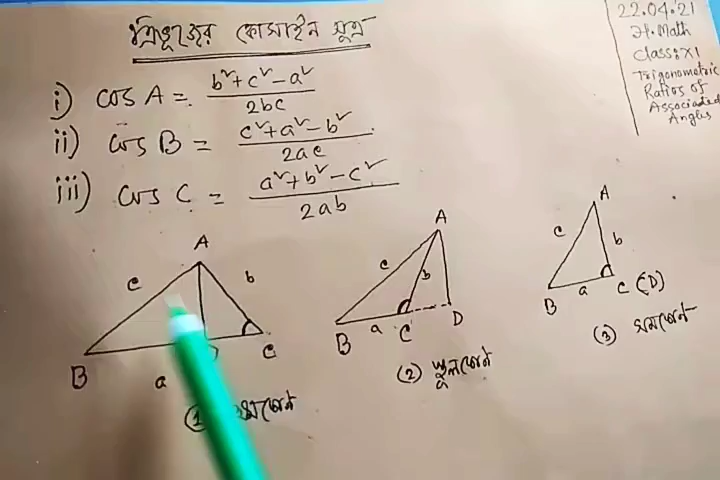 ত্রিভূজের কোসাইন সূত্র
22.04.21
H.Math
Class:XI
Trigonometric
Ratios of
Associated
Angles
i) cos A = b²+c²-a² / 2bc
ii) cos B = c²+a²-b² / 2ac
iii) cos C = a²+b²-c² / 2ab
A
c b
B a C
A
c b
B a C D
(2) স্থূলকোণ
A
c b
B a C (D)
(3) সমকোণ